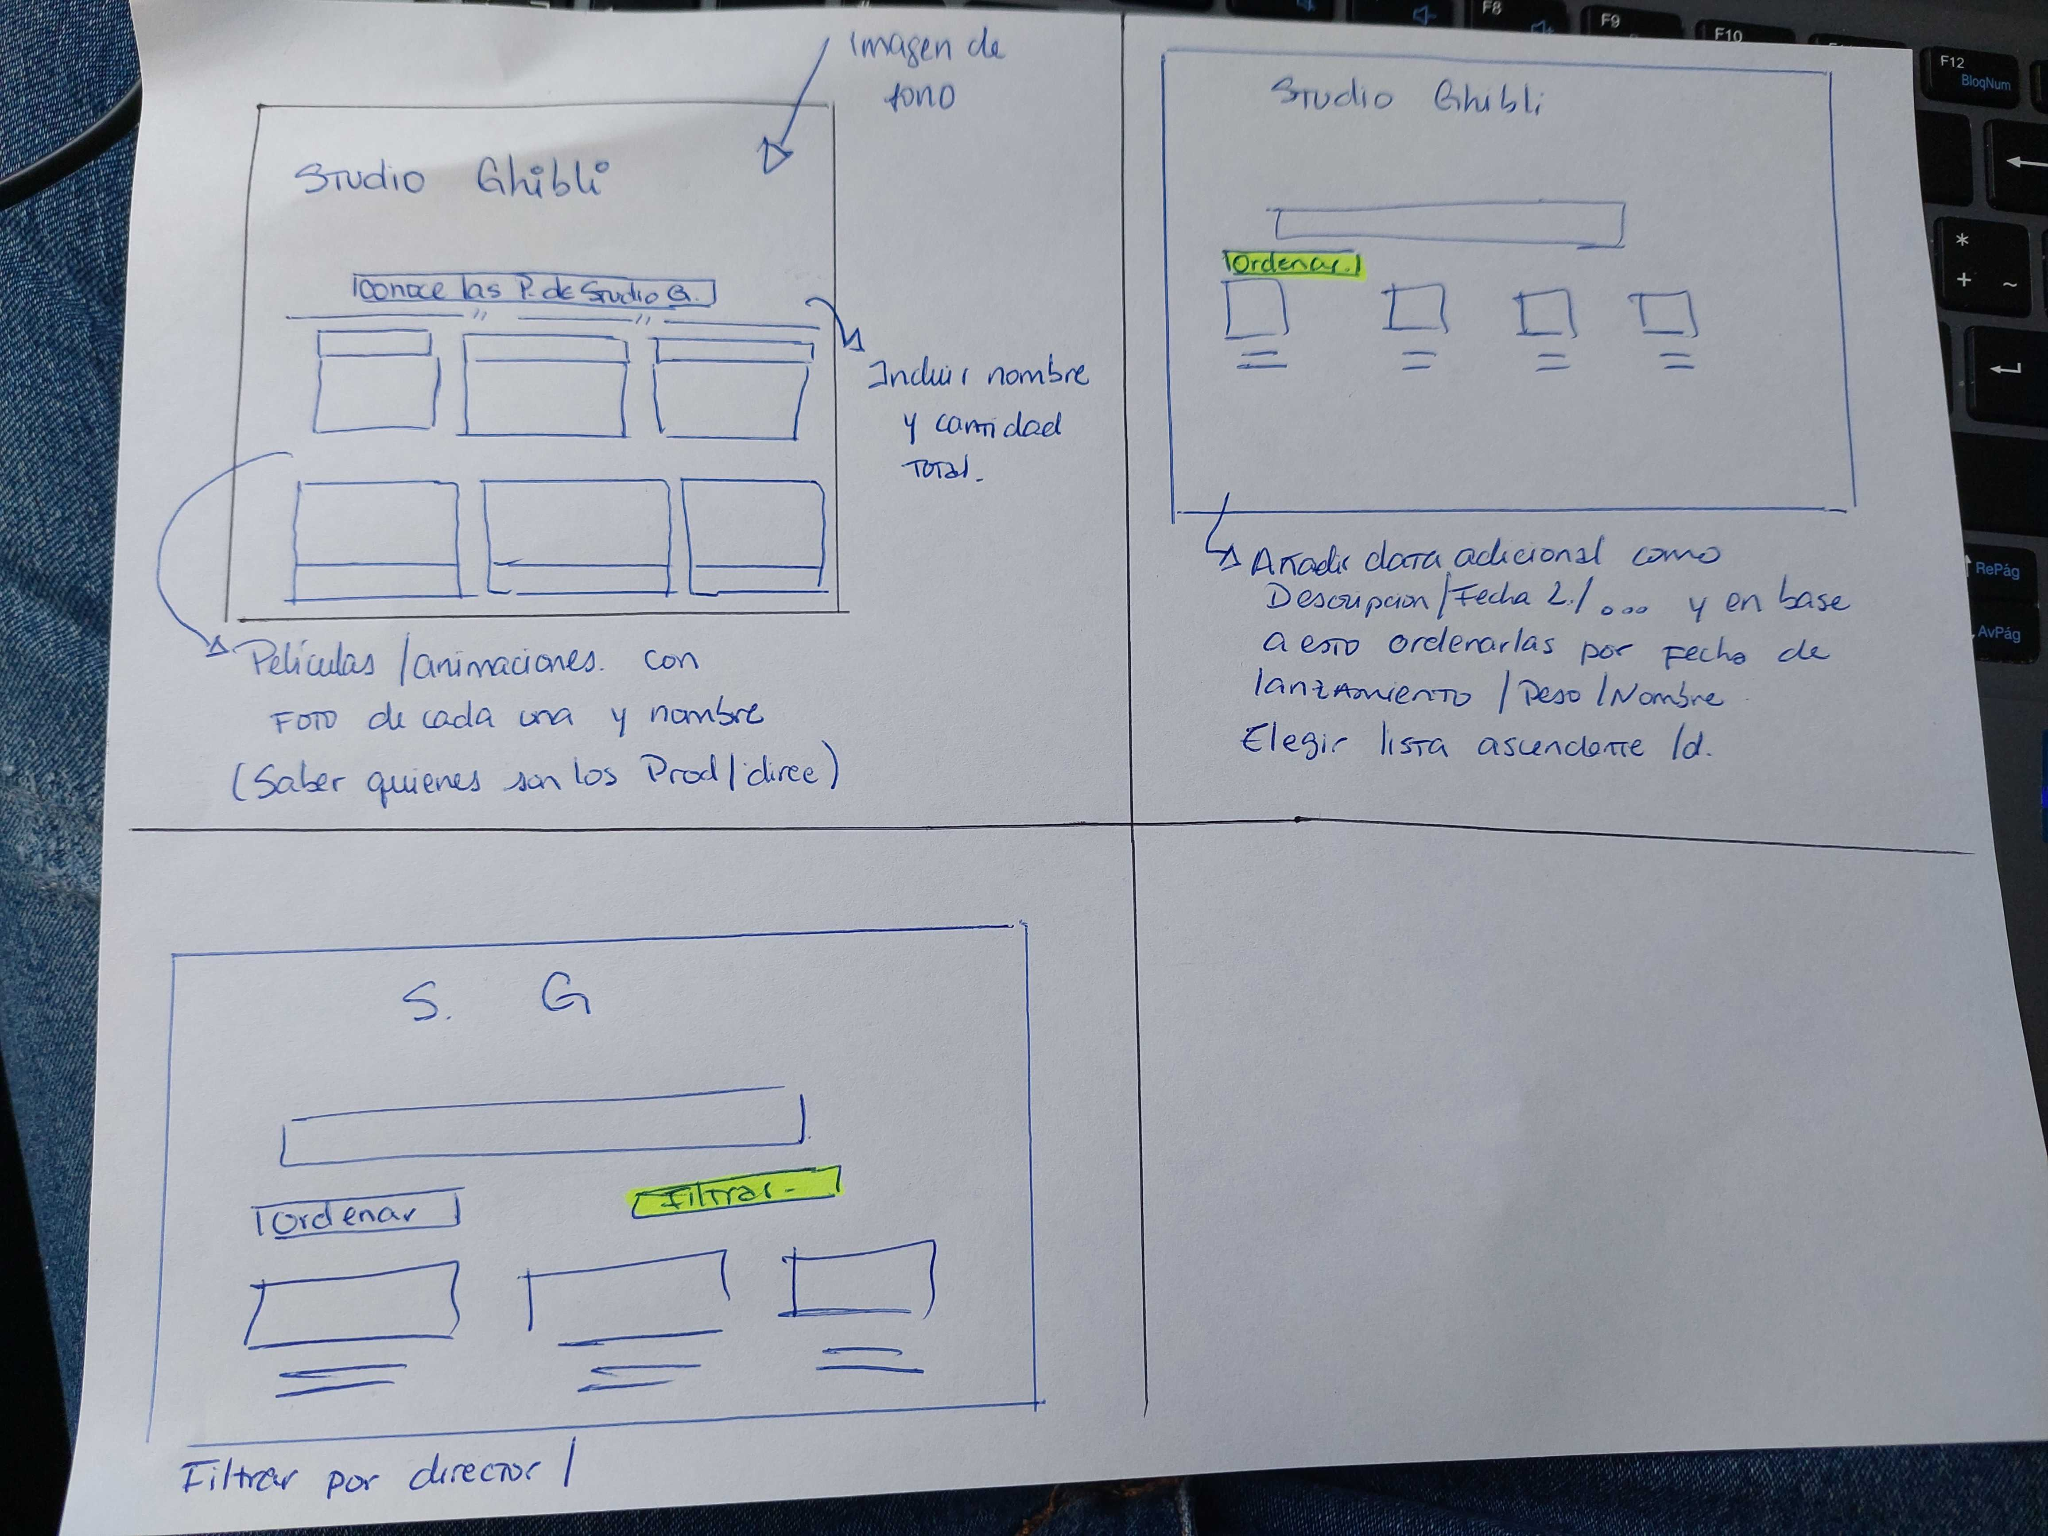 Imagen de
fono
Studio Ghibli
Conoce las P. de Studio G.
Incluir nombre
y cantidad
Total.
Películas / animaciones. con
FOTO de cada una y nombre
(Saber quienes son los Prod / direc)
Studio Ghibli
Ordenar.
Añadir data adicional como
Descripcion / Fecha L. / ... y en base
a esto ordenarlas por Fecha de
lanzamiento / Peso / Nombre
Elegir lista ascendente / d.
S. G
Ordenar
Filtrar.
Filtrar por director /
F8
F9
F10
F12
BloqNum
*
+ ~
RePág
AvPág